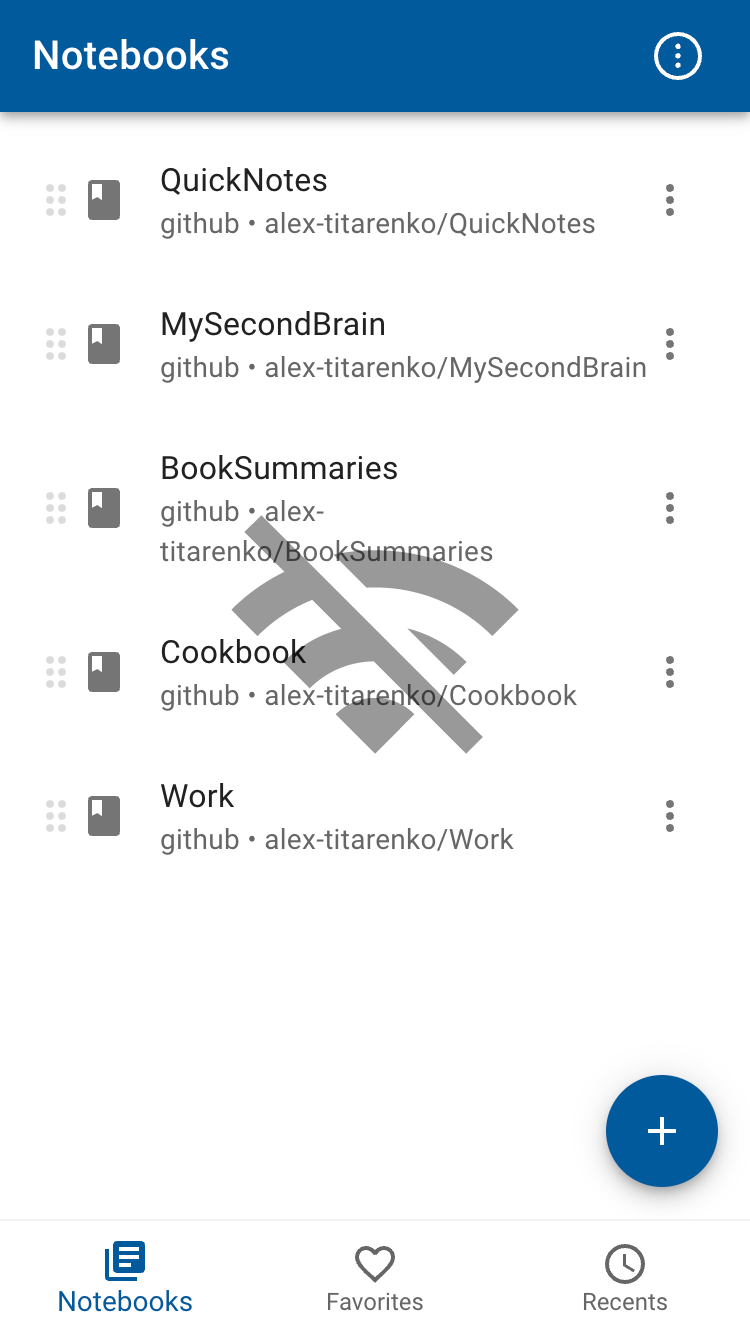 Notebooks
QuickNotes
github • alex-titarenko/QuickNotes
MySecondBrain
github • alex-titarenko/MySecondBrain
BookSummaries
github • alex-
titarenko/BookSummaries
Cookbook
github • alex-titarenko/Cookbook
Work
github • alex-titarenko/Work
Notebooks
Favorites
Recents